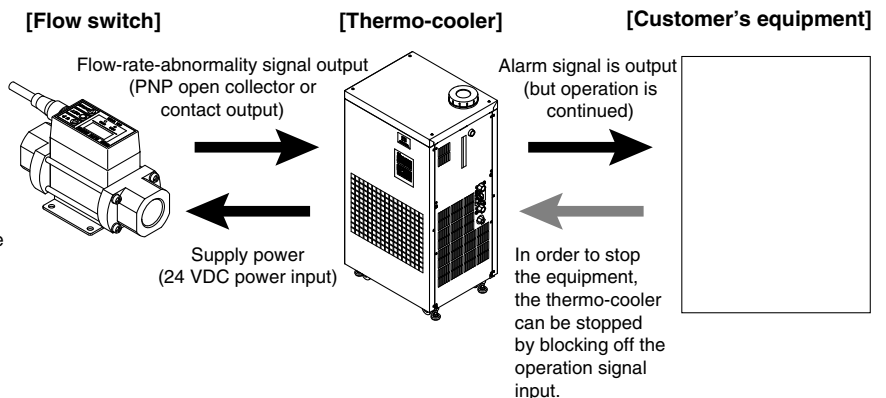 [Flow switch]
[Thermo-cooler]
[Customer's equipment]
Flow-rate-abnormality signal output
(PNP open collector or
contact output)
Alarm signal is output
(but operation is
continued)
e
Supply power
(24 VDC power input)
In order to stop
the equipment,
the thermo-cooler
can be stopped
by blocking off the
operation signal
input.